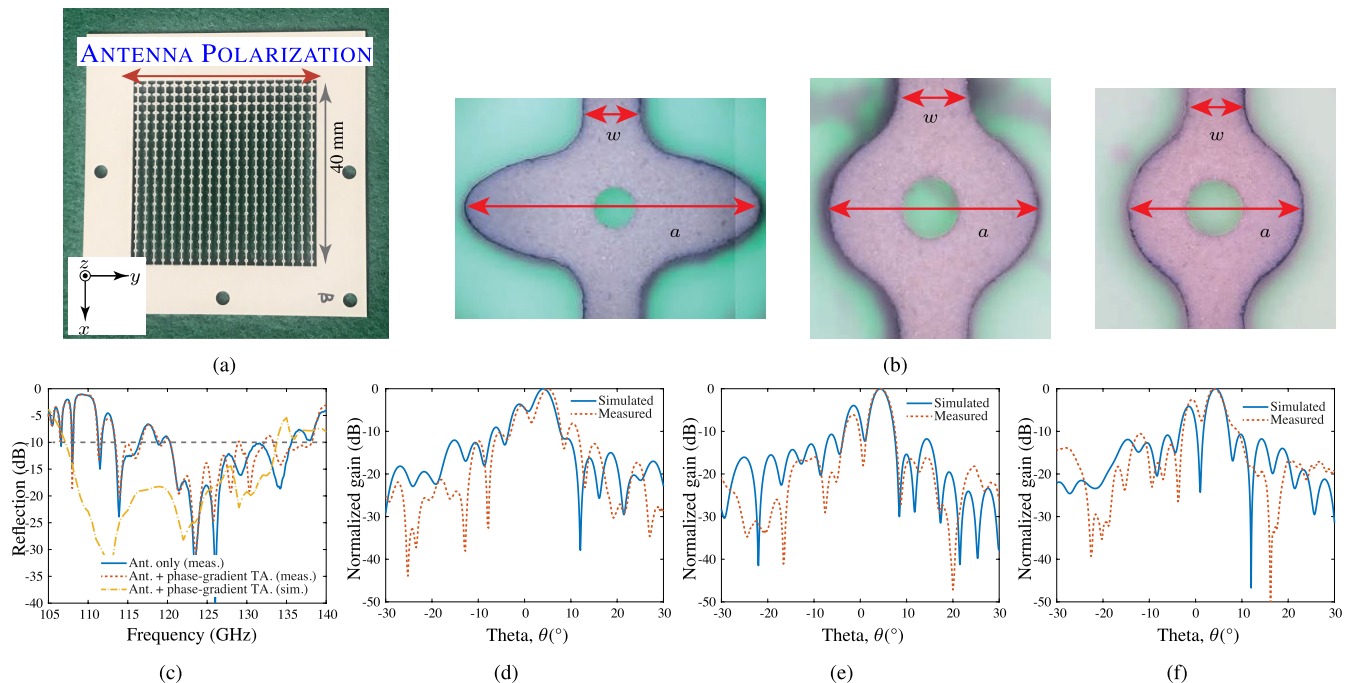 ANTENNA POLARIZATION
40 mm
z
y
x
w
a
w
a
w
a
(a)
(b)
0
-5
-10
-15
-20
-25
-30
-35
-40
105
110
115
120
125
130
135
140
Reflection (dB)
Frequency (GHz)
Ant. only (meas.)
Ant. + phase-gradient TA. (meas.)
Ant. + phase-gradient TA. (sim.)
(c)
0
-10
-20
-30
-40
-50
-30
-20
-10
0
10
20
30
Normalized gain (dB)
Theta, θ(°)
Simulated
Measured
(d)
0
-10
-20
-30
-40
-50
-30
-20
-10
0
10
20
30
Normalized gain (dB)
Theta, θ(°)
Simulated
Measured
(e)
0
-10
-20
-30
-40
-50
-30
-20
-10
0
10
20
30
Normalized gain (dB)
Theta, θ(°)
Simulated
Measured
(f)